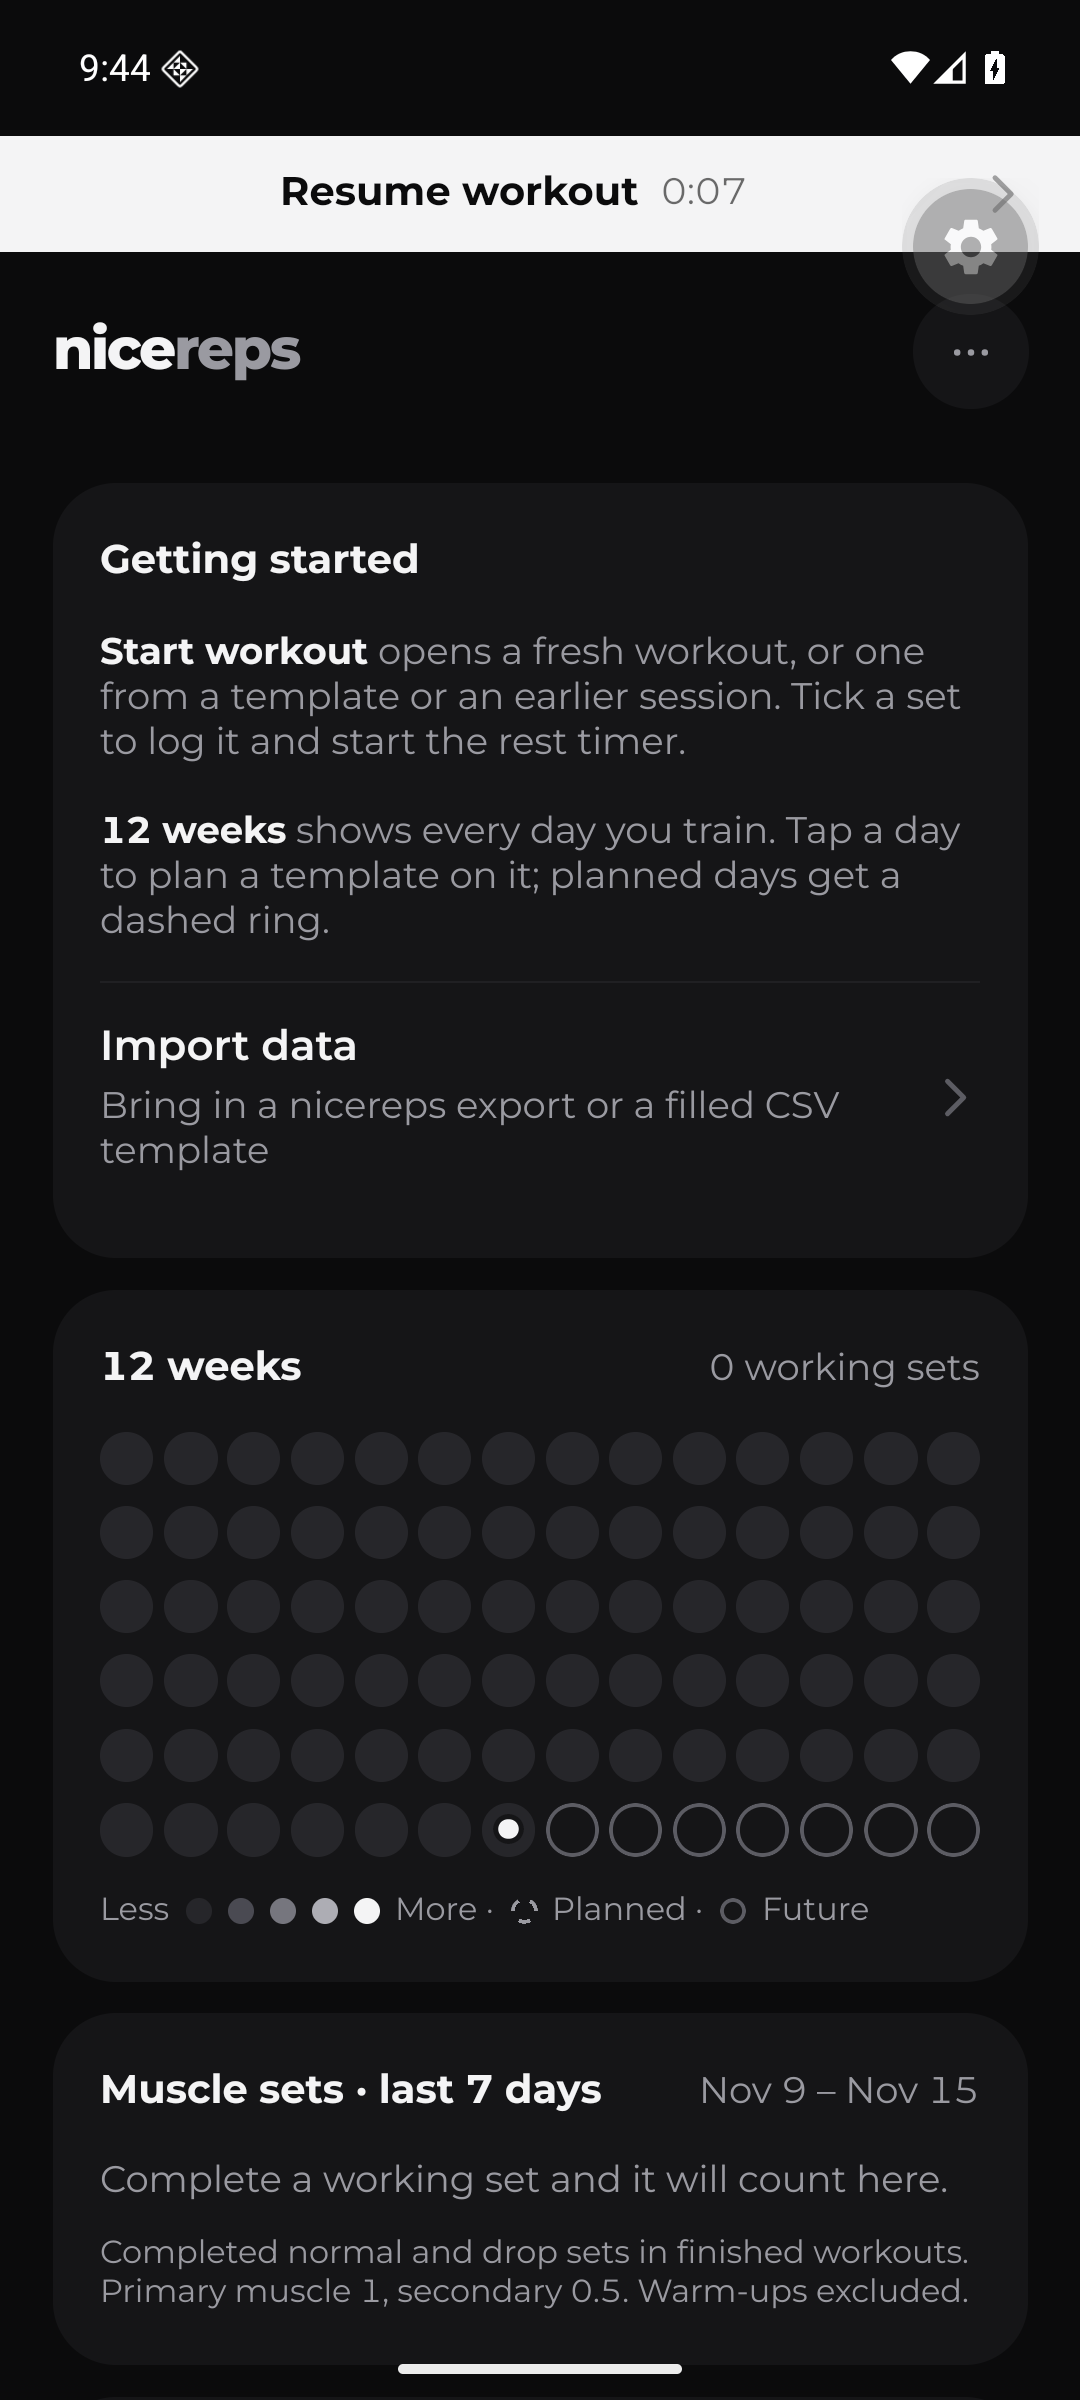 9:44
Resume workout 0:07
nicereps
Getting started
Start workout opens a fresh workout, or one
from a template or an earlier session. Tick a set
to log it and start the rest timer.
12 weeks shows every day you train. Tap a day
to plan a template on it; planned days get a
dashed ring.
Import data
Bring in a nicereps export or a filled CSV
template
12 weeks 0 working sets
Less More · Planned · Future
Muscle sets · last 7 days Nov 9 – Nov 15
Complete a working set and it will count here.
Completed normal and drop sets in finished workouts.
Primary muscle 1, secondary 0.5. Warm-ups excluded.